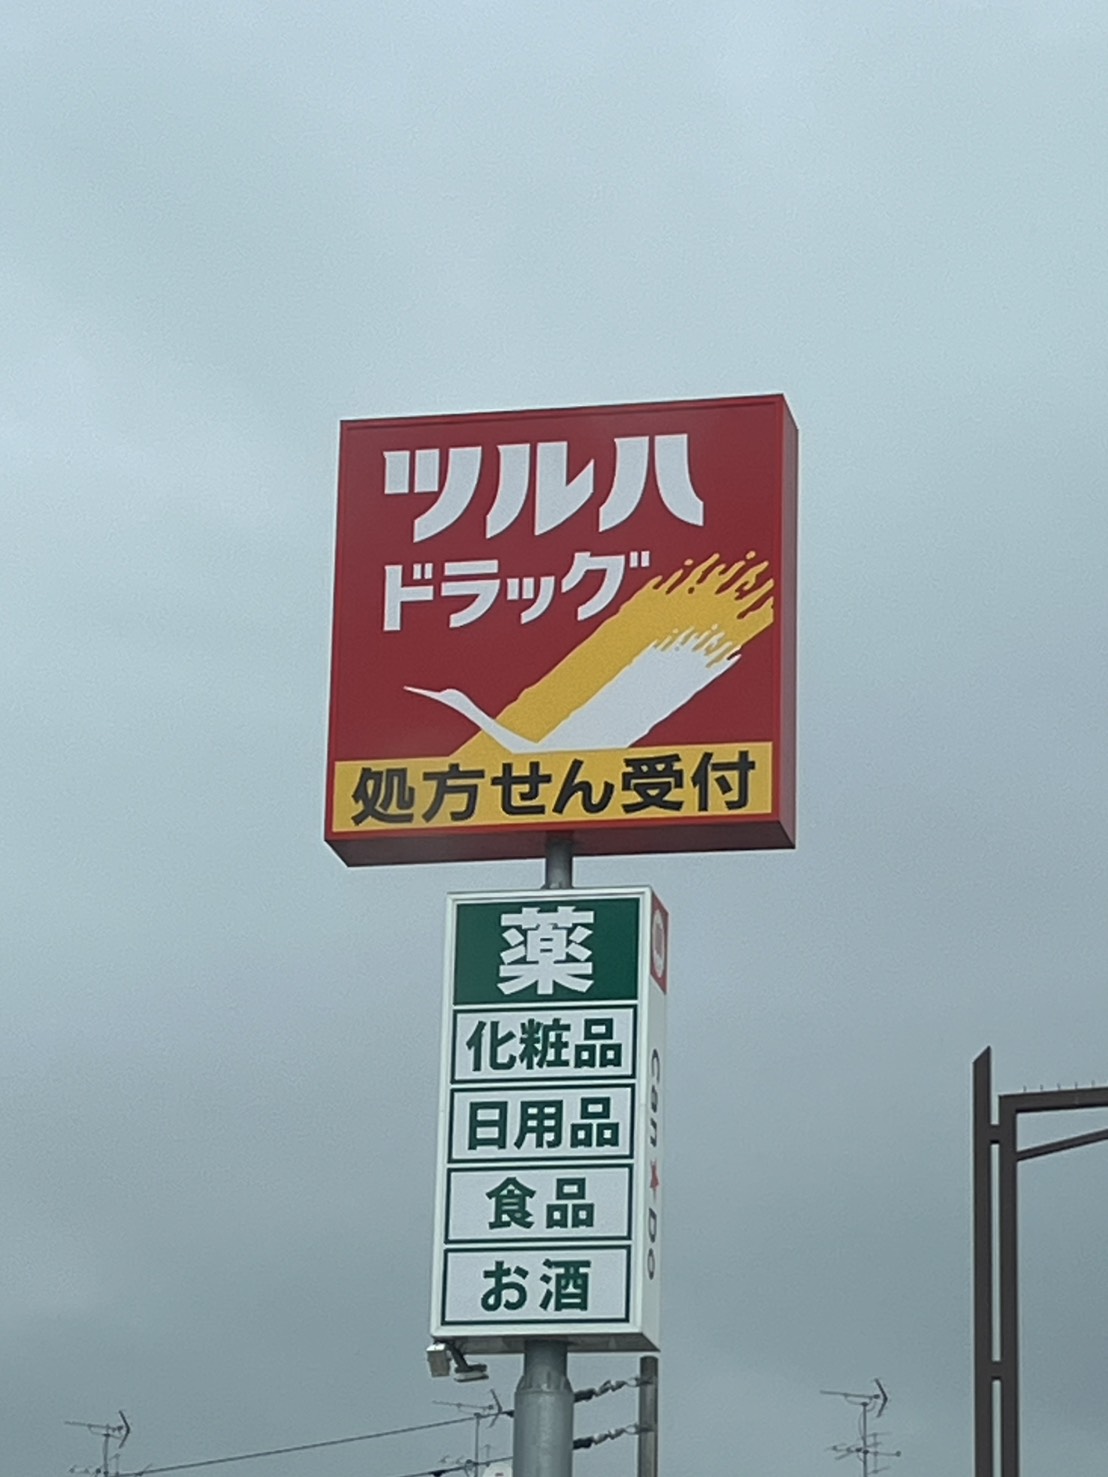 ツルハ
ドラッグ
処方せん受付
薬
化粧品
日用品
食品
お酒
Can★Do